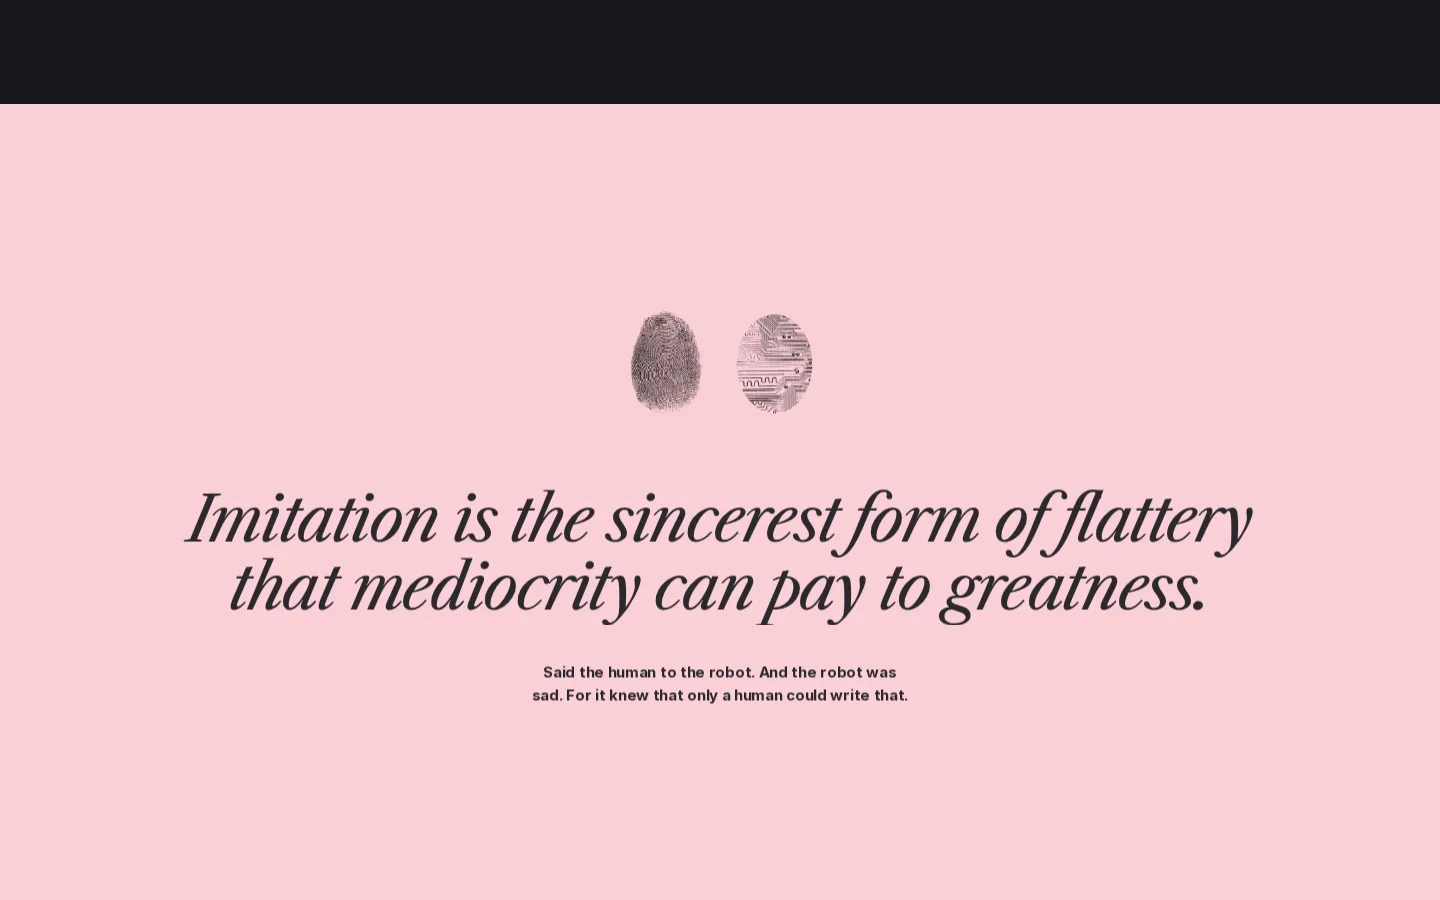 Imitation is the sincerest form of flattery
that mediocrity can pay to greatness.
Said the human to the robot. And the robot was
sad. For it knew that only a human could write that.